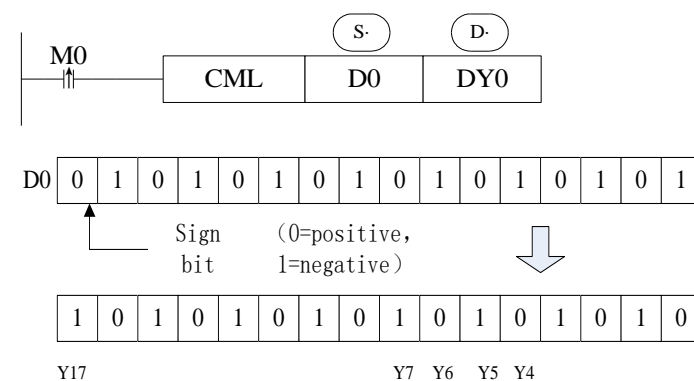 S· D·
M0
CML D0 DY0
D0 0 1 0 1 0 1 0 1 0 1 0 1 0 1 0 1
Sign (0=positive,
bit 1=negative)
1 0 1 0 1 0 1 0 1 0 1 0 1 0 1 0
Y17 Y7 Y6 Y5 Y4